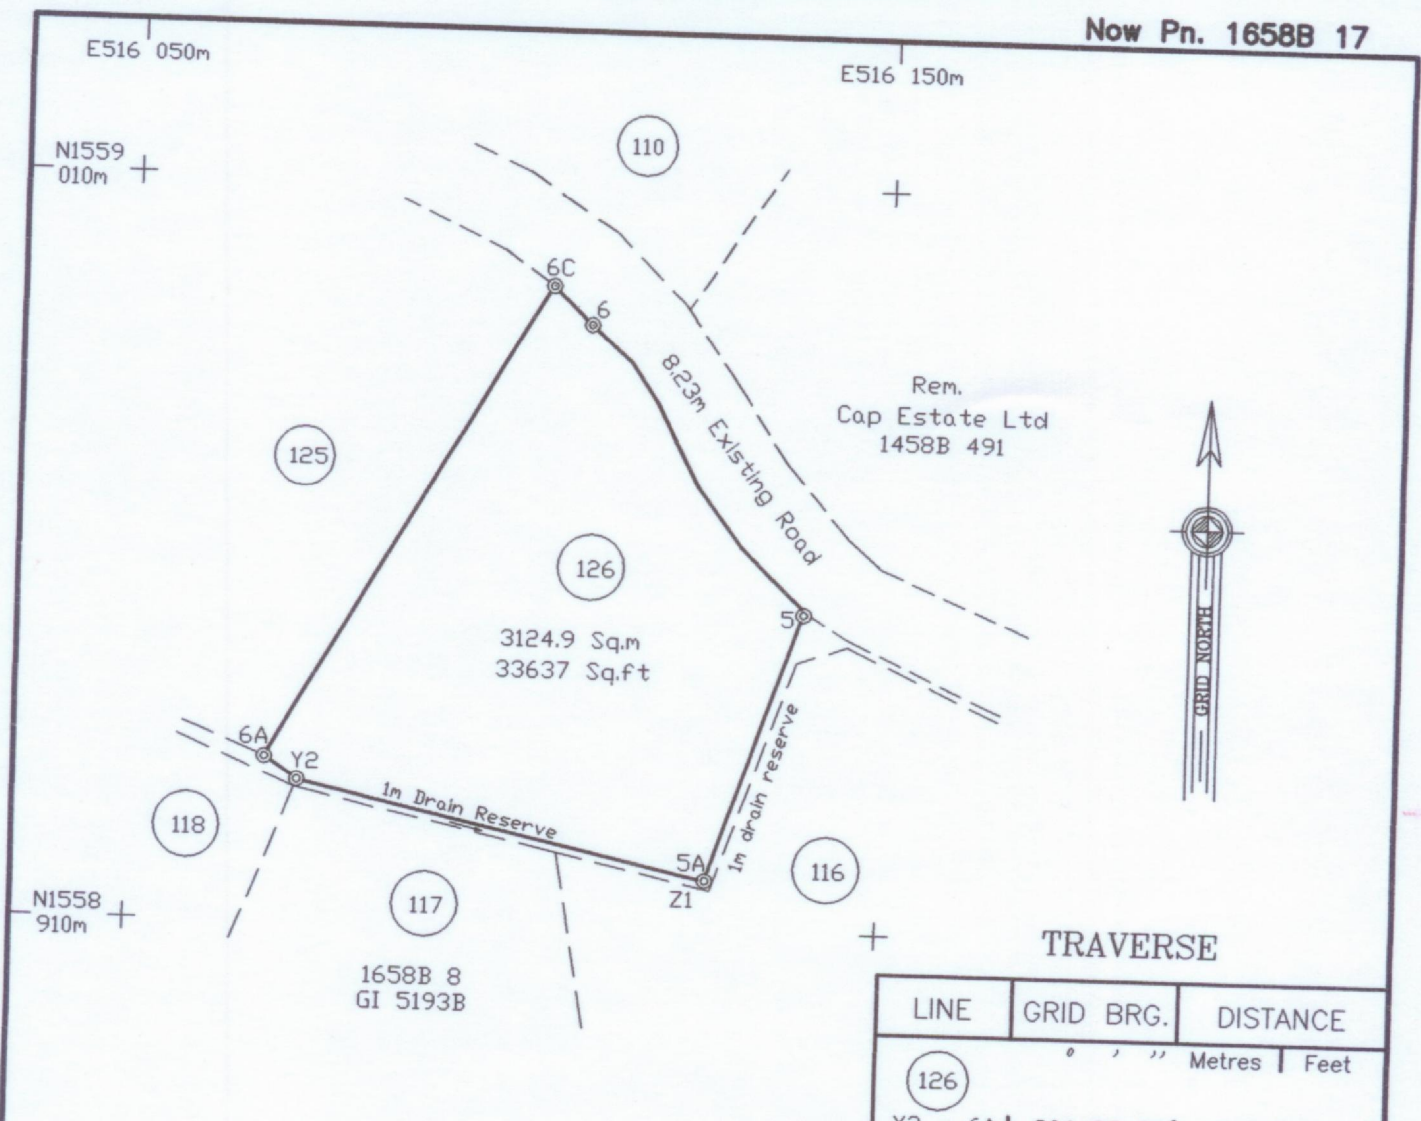 Now Pn. 1658B 17
E516 050m
E516 150m
N1559
010m
110
6C
6
8.23m Existing Road
Rem.
Cap Estate Ltd
1458B 491
125
126
3124.9 Sq.m
33637 Sq.ft
5
GRID NORTH
6A
Y2
1m Drain Reserve
1m drain reserve
118
5A
Z1
116
117
N1558
910m
1658B 8
GI 5193B
TRAVERSE
LINE GRID BRG. DISTANCE
° ' " Metres Feet
126